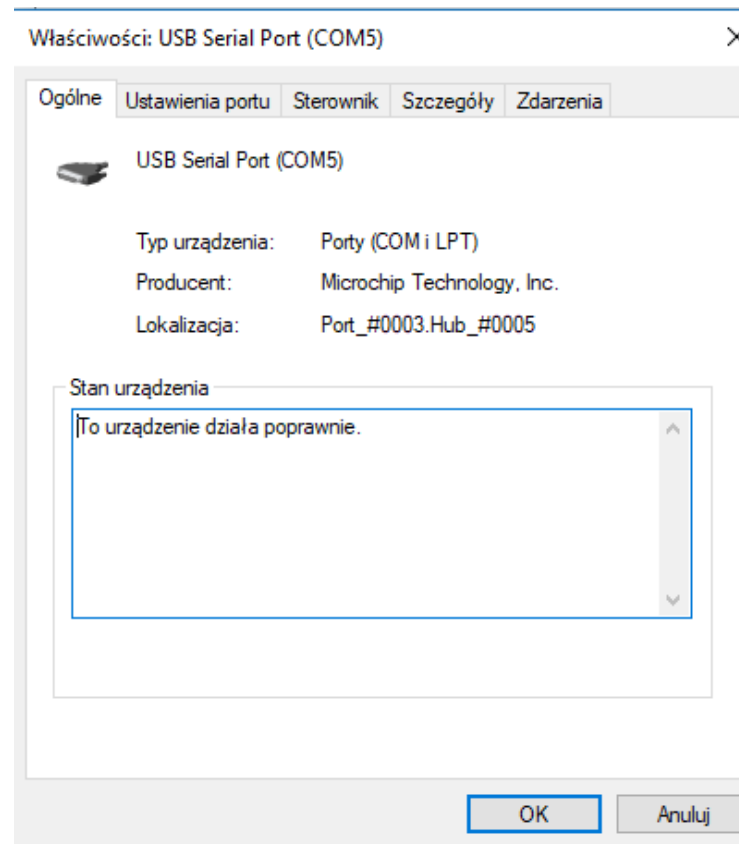 Właściwości: USB Serial Port (COM5)
Ogólne Ustawienia portu Sterownik Szczegóły Zdarzenia
USB Serial Port (COM5)
Typ urządzenia: Porty (COM i LPT)
Producent: Microchip Technology, Inc.
Lokalizacja: Port_#0003.Hub_#0005
Stan urządzenia
To urządzenie działa poprawnie.
OK Anuluj